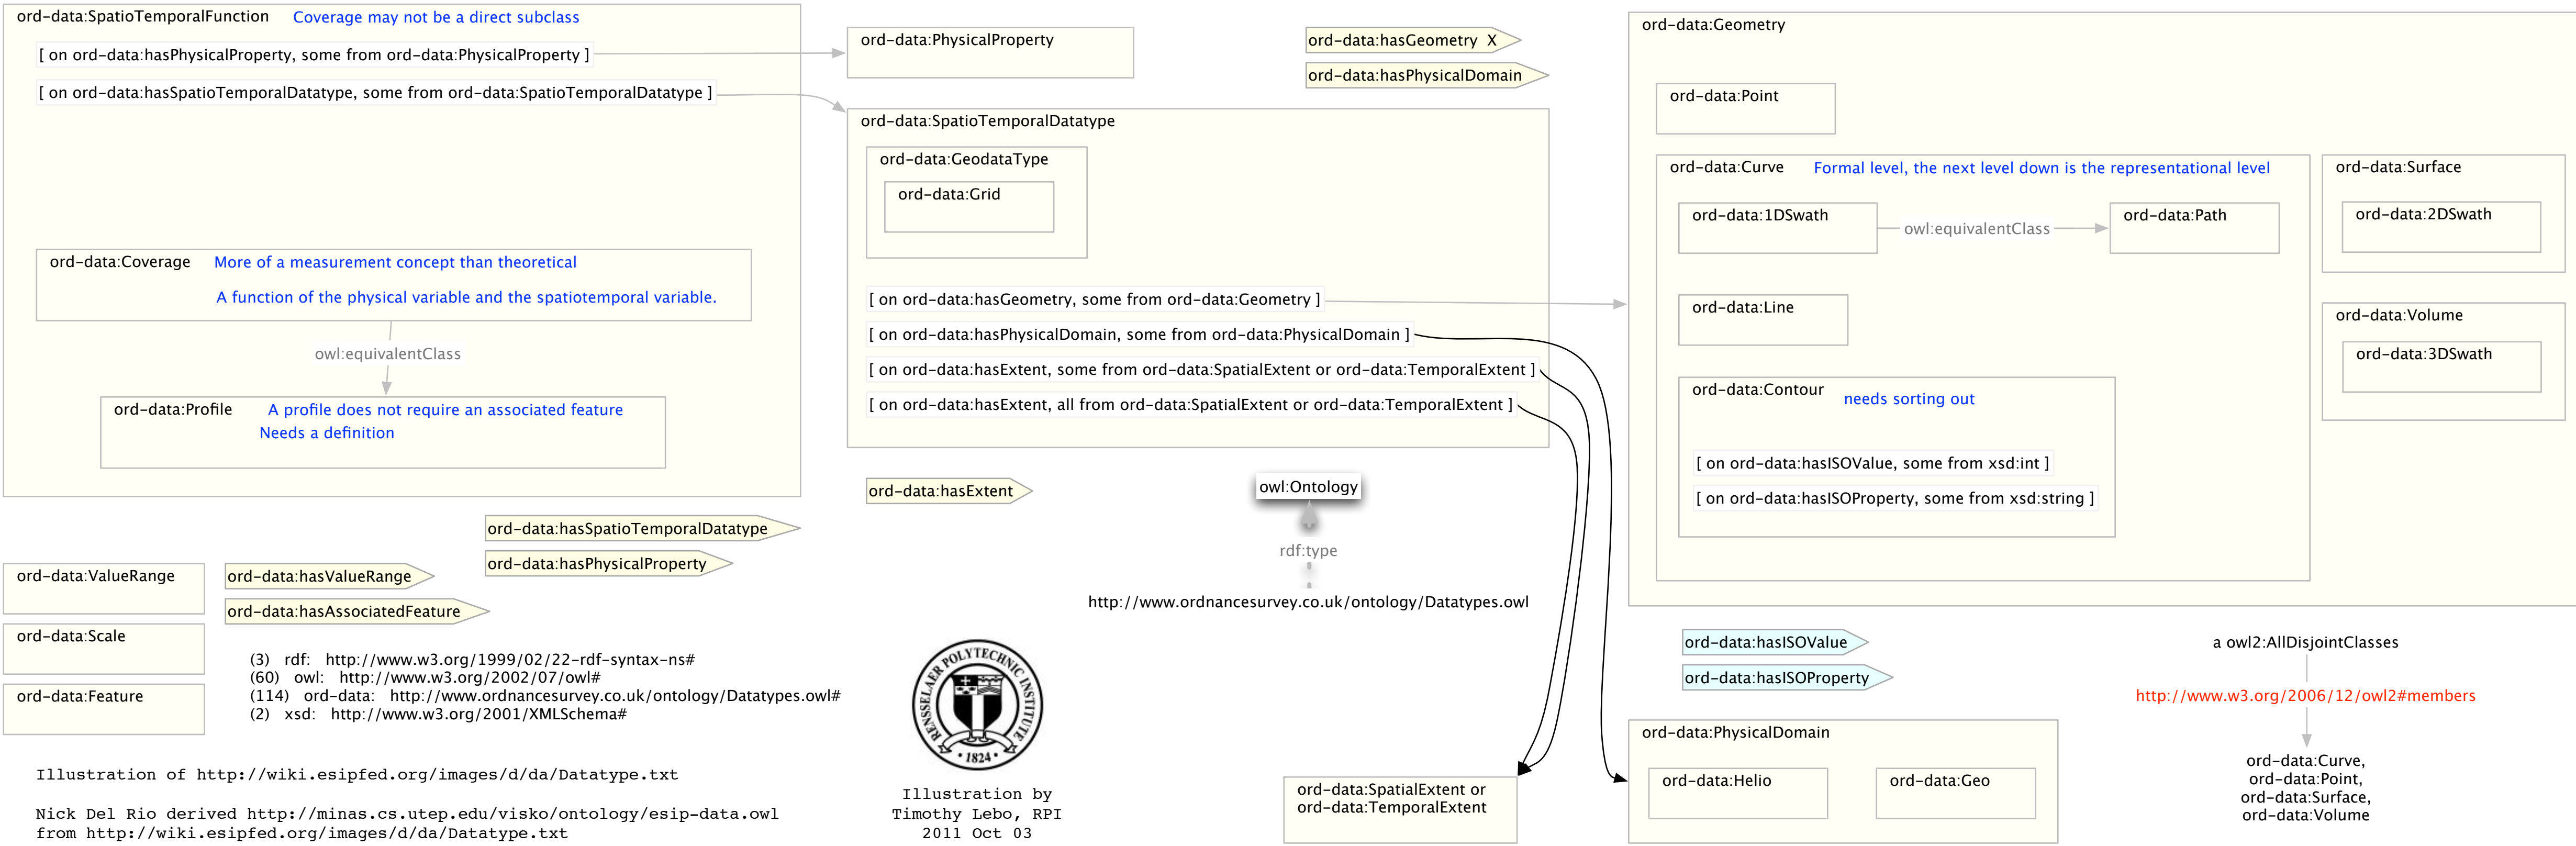 ord-data:SpatioTemporalFunction Coverage may not be a direct subclass
[ on ord-data:hasPhysicalProperty, some from ord-data:PhysicalProperty ]
[ on ord-data:hasSpatioTemporalDatatype, some from ord-data:SpatioTemporalDatatype ]
ord-data:Coverage More of a measurement concept than theoretical
A function of the physical variable and the spatiotemporal variable.
owl:equivalentClass
ord-data:Profile A profile does not require an associated feature
Needs a definition
ord-data:PhysicalProperty
ord-data:hasGeometry X
ord-data:hasPhysicalDomain
ord-data:SpatioTemporalDatatype
ord-data:GeodataType
ord-data:Grid
[ on ord-data:hasGeometry, some from ord-data:Geometry ]
[ on ord-data:hasPhysicalDomain, some from ord-data:PhysicalDomain ]
[ on ord-data:hasExtent, some from ord-data:SpatialExtent or ord-data:TemporalExtent ]
[ on ord-data:hasExtent, all from ord-data:SpatialExtent or ord-data:TemporalExtent ]
ord-data:Geometry
ord-data:Point
ord-data:Curve Formal level, the next level down is the representational level
ord-data:1DSwath owl:equivalentClass ord-data:Path
ord-data:Line
ord-data:Contour needs sorting out
[ on ord-data:hasISOValue, some from xsd:int ]
[ on ord-data:hasISOProperty, some from xsd:string ]
ord-data:Surface
ord-data:2DSwath
ord-data:Volume
ord-data:3DSwath
ord-data:hasExtent
owl:Ontology
rdf:type
http://www.ordnancesurvey.co.uk/ontology/Datatypes.owl
ord-data:hasSpatioTemporalDatatype
ord-data:hasPhysicalProperty
ord-data:ValueRange
ord-data:hasValueRange
ord-data:hasAssociatedFeature
ord-data:Scale
ord-data:Feature
(3) rdf: http://www.w3.org/1999/02/22-rdf-syntax-ns#
(60) owl: http://www.w3.org/2002/07/owl#
(114) ord-data: http://www.ordnancesurvey.co.uk/ontology/Datatypes.owl#
(2) xsd: http://www.w3.org/2001/XMLSchema#
Illustration of http://wiki.esipfed.org/images/d/da/Datatype.txt
Nick Del Rio derived http://minas.cs.utep.edu/visko/ontology/esip-data.owl
from http://wiki.esipfed.org/images/d/da/Datatype.txt
RENSSELAER POLYTECHNIC INSTITUTE
• 1824 •
Illustration by
Timothy Lebo, RPI
2011 Oct 03
ord-data:SpatialExtent or
ord-data:TemporalExtent
ord-data:hasISOValue
ord-data:hasISOProperty
ord-data:PhysicalDomain
ord-data:Helio
ord-data:Geo
a owl2:AllDisjointClasses
http://www.w3.org/2006/12/owl2#members
ord-data:Curve,
ord-data:Point,
ord-data:Surface,
ord-data:Volume